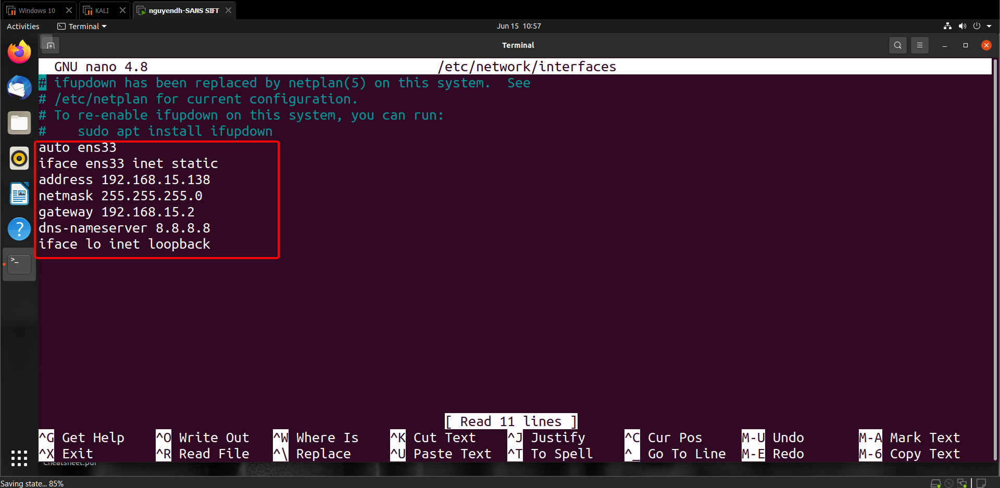 Windows 10
KALI
nguyendh-SANS SIFT
Activities
Terminal
Jun 15 10:57
Terminal
GNU nano 4.8 /etc/network/interfaces
# ifupdown has been replaced by netplan(5) on this system.  See
# /etc/netplan for current configuration.
# To re-enable ifupdown on this system, you can run:
#    sudo apt install ifupdown
auto ens33
iface ens33 inet static
address 192.168.15.138
netmask 255.255.255.0
gateway 192.168.15.2
dns-nameserver 8.8.8.8
iface lo inet loopback
[ Read 11 lines ]
^G Get Help ^O Write Out ^W Where Is ^K Cut Text ^J Justify ^C Cur Pos M-U Undo M-A Mark Text
^X Exit ^R Read File ^\ Replace ^U Paste Text ^T To Spell ^_ Go To Line M-E Redo M-6 Copy Text
Cheatsheet.pdf
Saving state... 85%